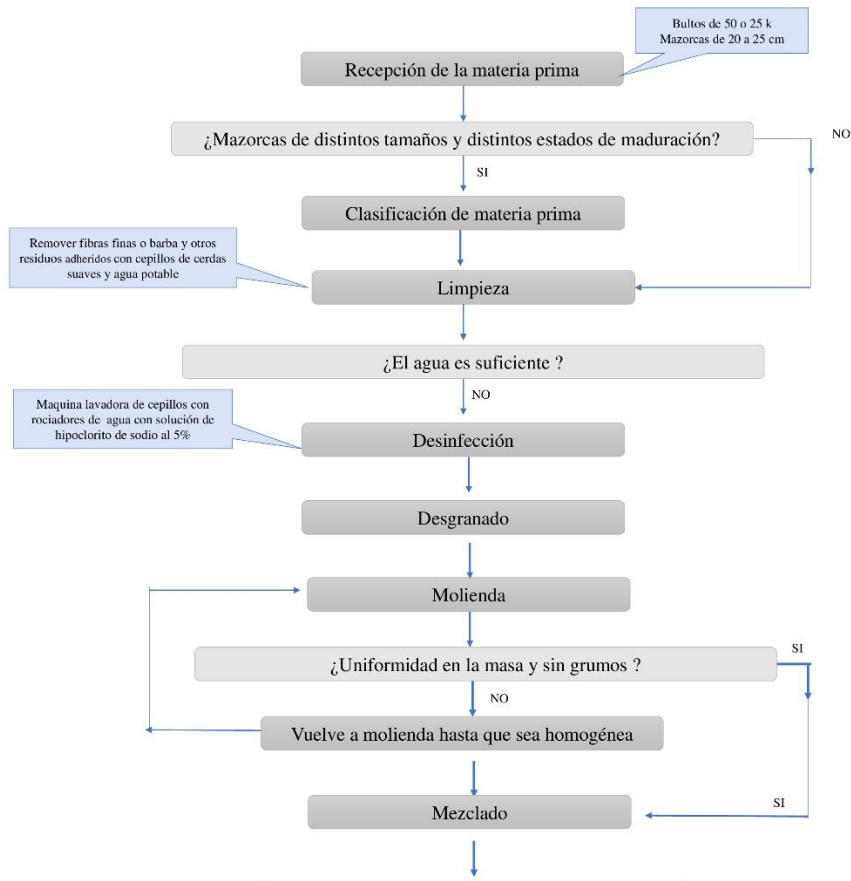 Bultos de 50 o 25 k
Mazorcas de 20 a 25 cm
Recepción de la materia prima
¿Mazorcas de distintos tamaños y distintos estados de maduración?
NO
SI
Clasificación de materia prima
Remover fibras finas o barba y otros
residuos adheridos con cepillos de cerdas
suaves y agua potable
Limpieza
¿El agua es suficiente ?
NO
Maquina lavadora de cepillos con
rociadores de agua con solución de
hipoclorito de sodio al 5%
Desinfección
Desgranado
Molienda
¿Uniformidad en la masa y sin grumos ?
SI
NO
Vuelve a molienda hasta que sea homogénea
Mezclado
SI